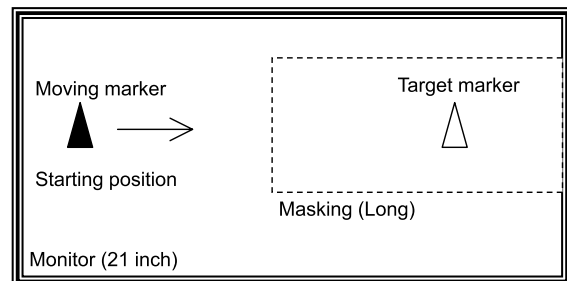 Moving marker
Target marker
Starting position
Masking (Long)
Monitor (21 inch)